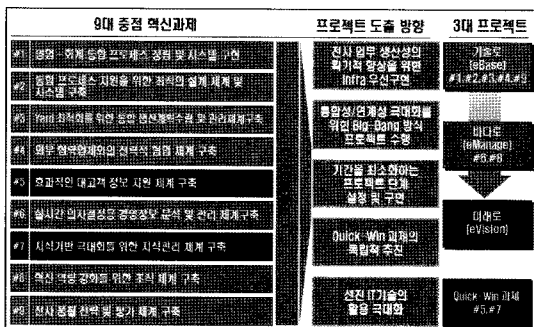 9대 중점 혁신과제
프로젝트 도출 방향
3대 프로젝트
#1 영업~회계 통합 프로세스 정립 및 시스템 구현
#2 통합 프로세스 지원을 위한 최적의 설계 체계 및
시스템 구축
#3 Yard 최적화를 위한 통합 생산계획수립 및 관리체계구축
#4 외부 협력업체와의 전략적 협업 체계 구축
#5 효과적인 대고객 정보 지원 체계 구축
#6 실시간 의사결정용 경영정보 분석 및 관리 체계구축
#7 지식기반 극대화를 위한 지식관리 체계 구축
#8 혁신 역량 강화를 위한 조직 체계 구축
#9 전사 품질 전략 및 평가 체계 구축
전사 업무 생산성의
획기적 향상을 위한
Infra 우선구현
통합성/연계성 극대화를
위한 Big-Bang 방식
프로젝트 수행
기간을 최소화하는
프로젝트 단계
설정 및 구현
Quick-Win 과제의
독립적 추진
선진 IT기술의
활용 극대화
기술로
[eBase]
#1,#2,#3,#4,#9
바다로
[eManage]
#6,#8
미래로
[eVision]
Quick-Win 과제
#5,#7